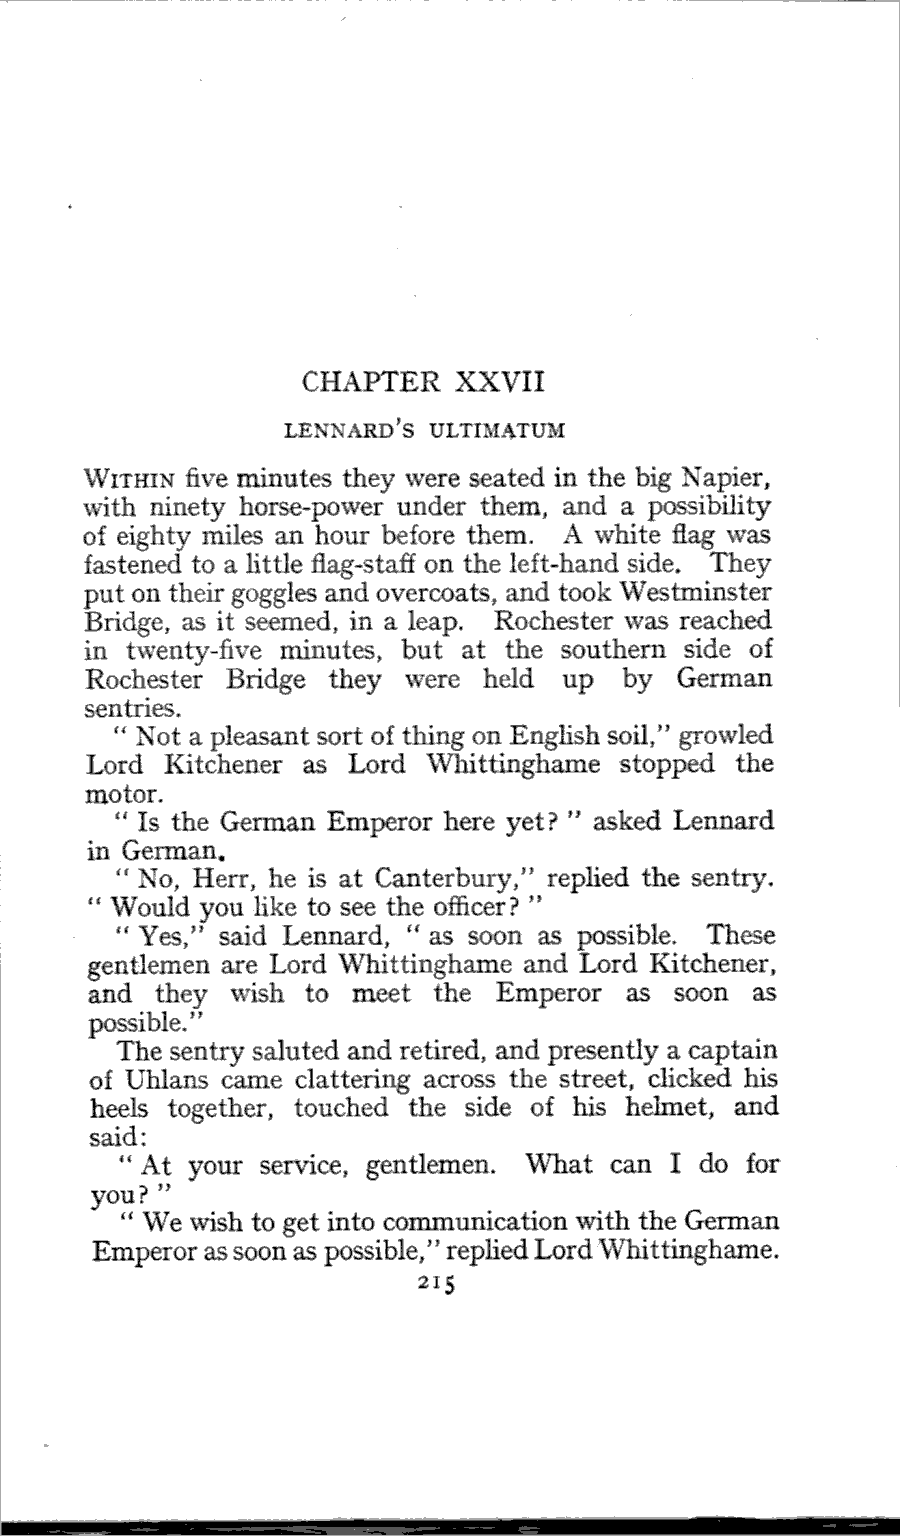 CHAPTER XXVII
LENNARD'S ULTIMATUM
WITHIN five minutes they were seated in the big Napier,
with ninety horse-power under them, and a possibility
of eighty miles an hour before them. A white flag was
fastened to a little flag-staff on the left-hand side. They
put on their goggles and overcoats, and took Westminster
Bridge, as it seemed, in a leap. Rochester was reached
in twenty-five minutes, but at the southern side of
Rochester Bridge they were held up by German
sentries.
" Not a pleasant sort of thing on English soil," growled
Lord Kitchener as Lord Whittinghame stopped the
motor.
" Is the German Emperor here yet? " asked Lennard
in German.
" No, Herr, he is at Canterbury," replied the sentry.
" Would you like to see the officer? "
" Yes," said Lennard, " as soon as possible. These
gentlemen are Lord Whittinghame and Lord Kitchener,
and they wish to meet the Emperor as soon as
possible."
The sentry saluted and retired, and presently a captain
of Uhlans came clattering across the street, clicked his
heels together, touched the side of his helmet, and
said:
" At your service, gentlemen. What can I do for
you? "
" We wish to get into communication with the German
Emperor as soon as possible," replied Lord Whittinghame.
215